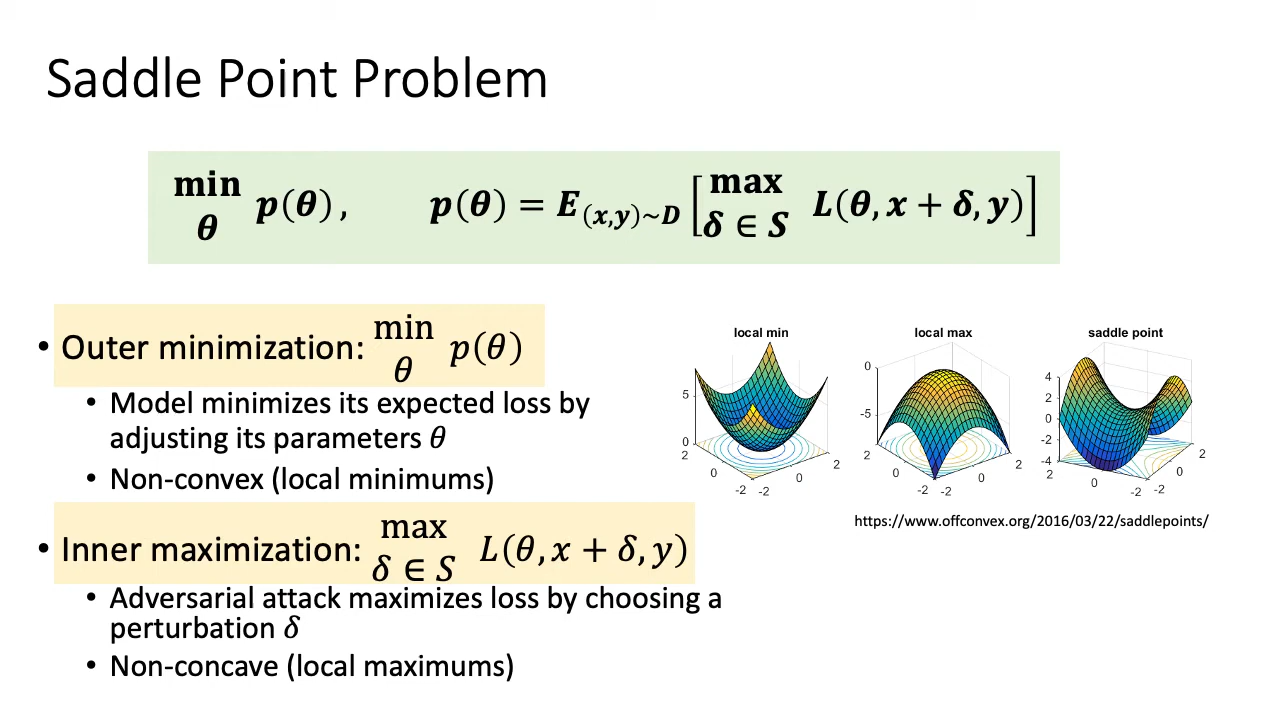 Saddle Point Problem
min
θ
p(θ), p(θ) = E(x,y)~D [max
δ ∈ S
L(θ, x + δ, y)]
• Outer minimization: min
θ
p(θ)
• Model minimizes its expected loss by
adjusting its parameters θ
• Non-convex (local minimums)
• Inner maximization: max
δ ∈ S
L(θ, x + δ, y)
• Adversarial attack maximizes loss by choosing a
perturbation δ
• Non-concave (local maximums)
local min
5
0
2
0
-2
-2
0
2
local max
0
-5
2
0
-2
-2
0
2
saddle point
4
2
0
-2
-4
2
0
-2
-2
0
2
https://www.offconvex.org/2016/03/22/saddlepoints/